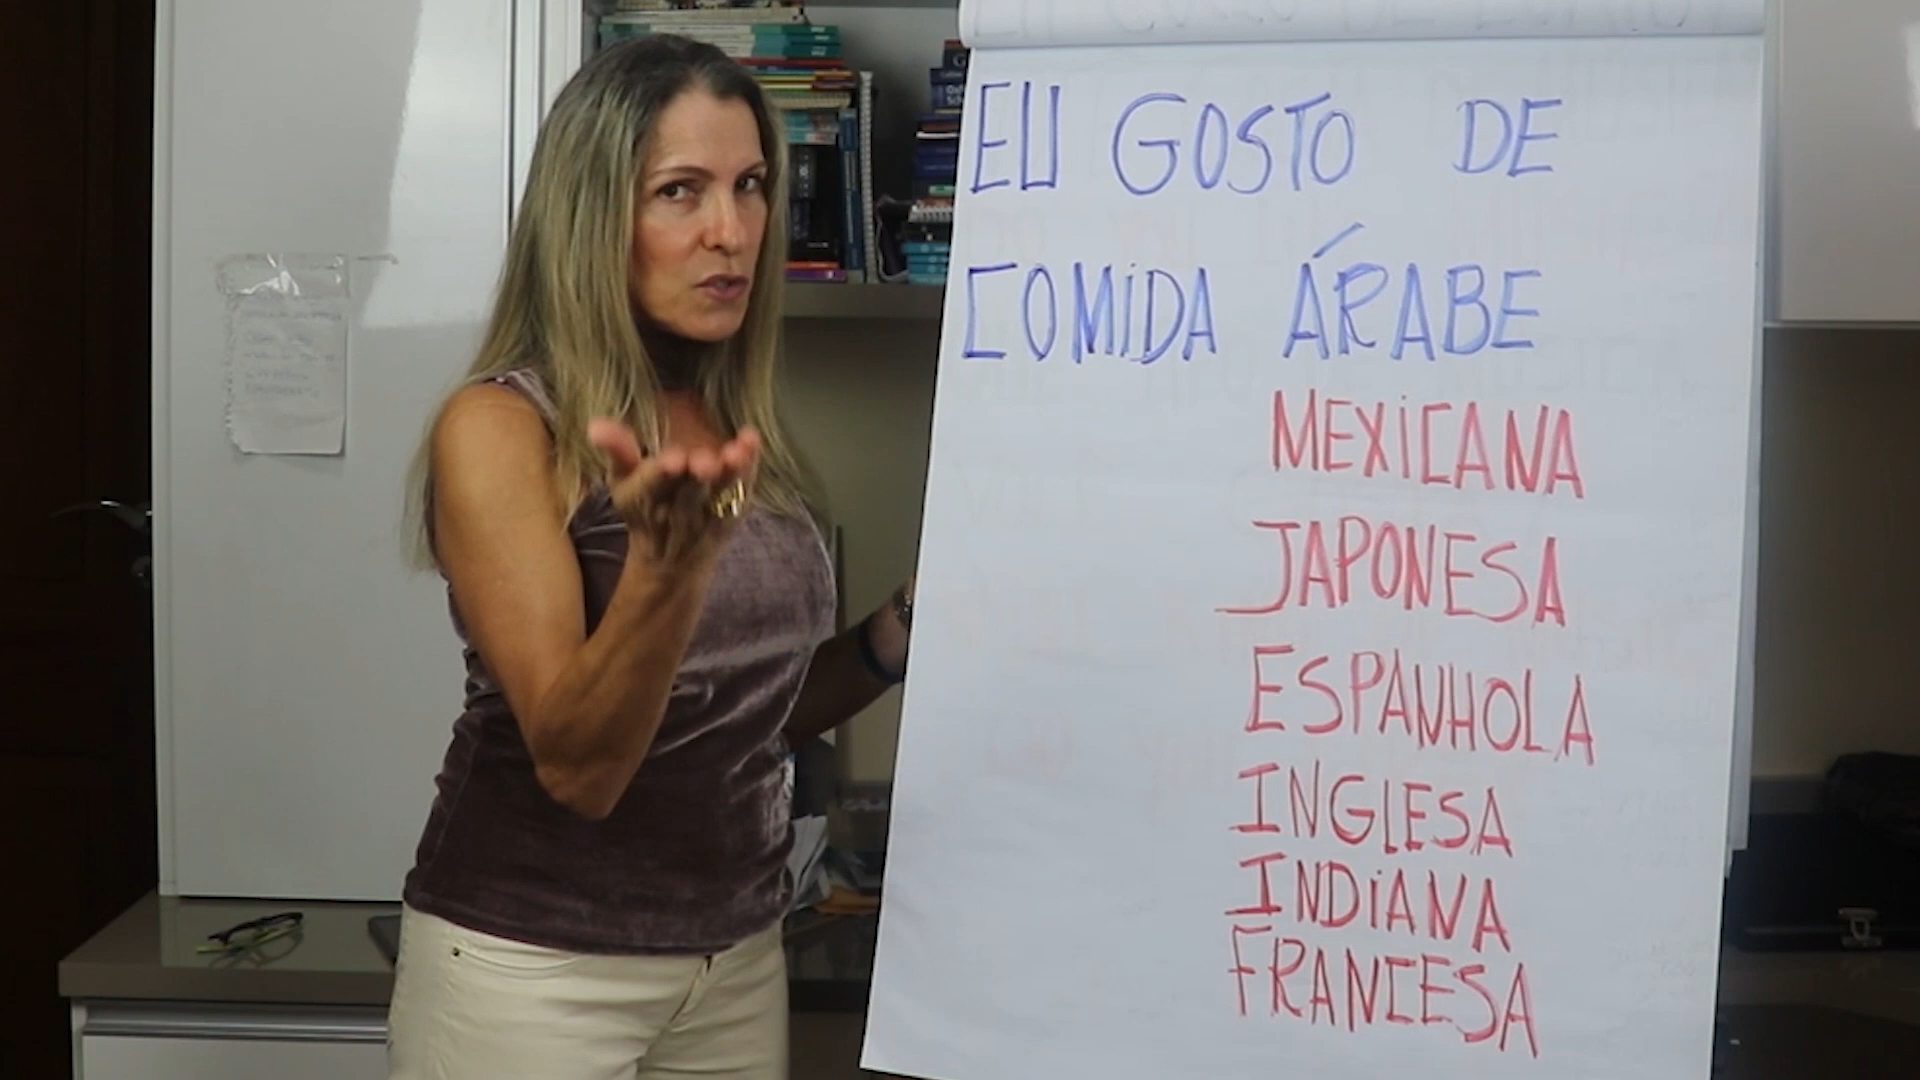 EU GOSTO DE
COMIDA ÁRABE
MEXICANA
JAPONESA
ESPANHOLA
INGLESA
INDIANA
FRANCESA